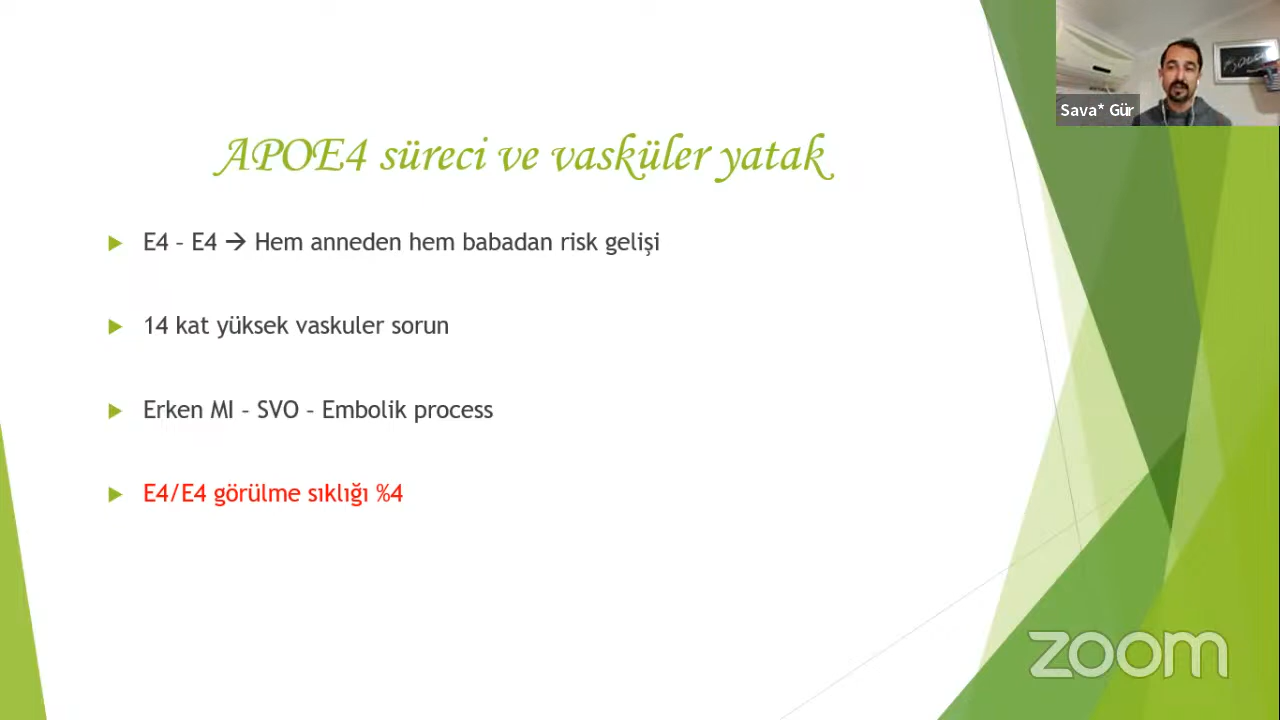 Sava* Gür
APOE4 süreci ve vasküler yatak
E4 – E4 → Hem anneden hem babadan risk gelişi
14 kat yüksek vaskuler sorun
Erken MI – SVO – Embolik process
E4/E4 görülme sıklığı %4
zoom